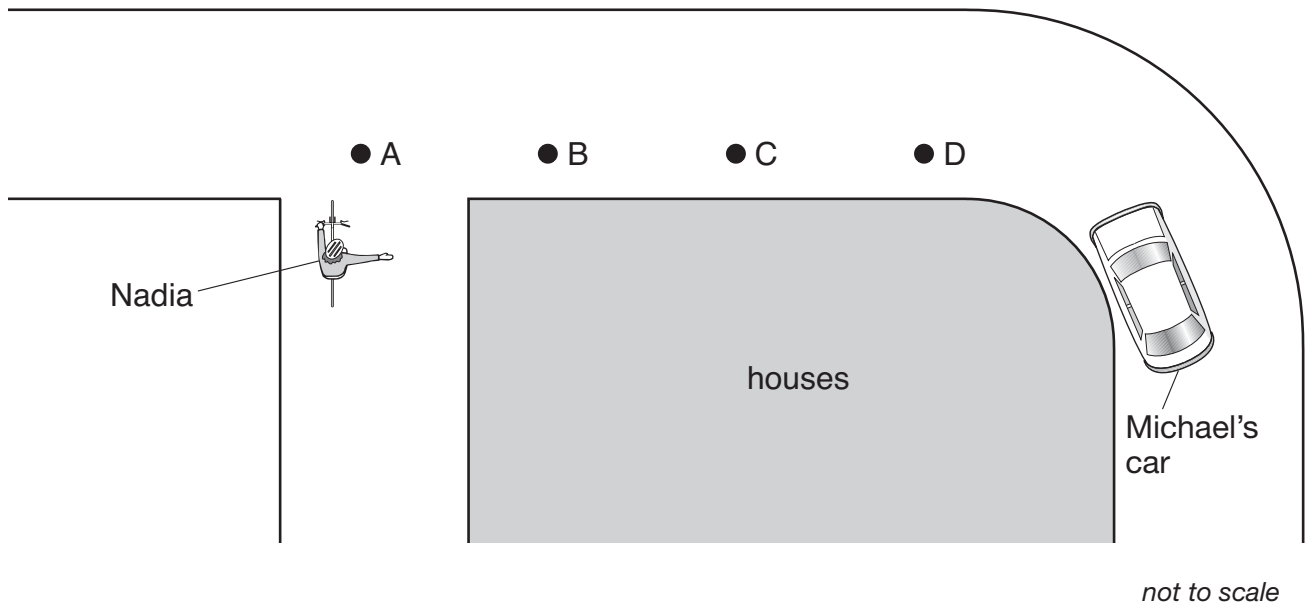 A
B
C
D
Nadia
houses
Michael’s
car
not to scale